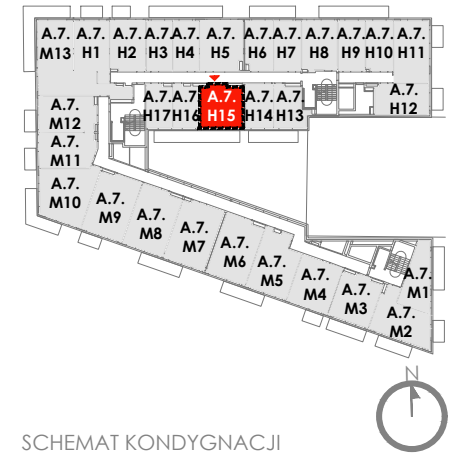 A.7. M13
A.7. H1
A.7. H2
A.7. H3
A.7. H4
A.7. H5
A.7. H6
A.7. H7
A.7. H8
A.7. H9
A.7. H10
A.7. H11
A.7. H12
A.7. H17
A.7. H16
A.7. H15
A.7. H14
A.7. H13
A.7. M12
A.7. M11
A.7. M10
A.7. M9
A.7. M8
A.7. M7
A.7. M6
A.7. M5
A.7. M4
A.7. M3
A.7. M2
A.7. M1
N
SCHEMAT KONDYGNACJI